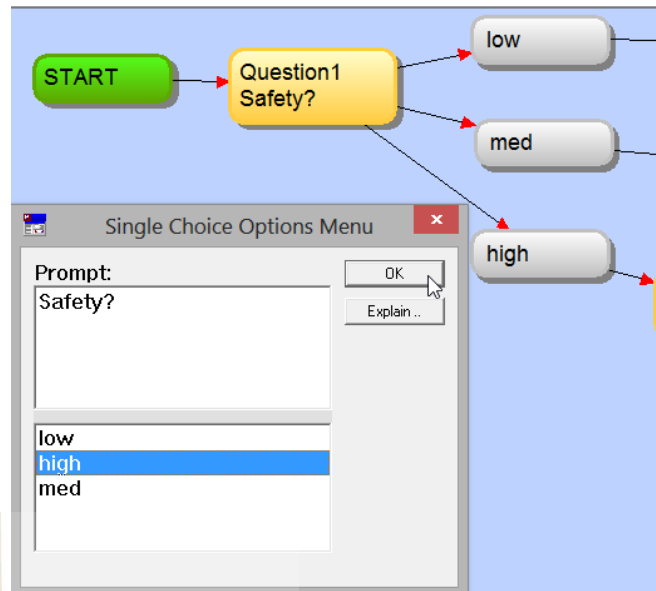 START
Question1
Safety?
low
med
high
Single Choice Options Menu
x
Prompt:
OK
Safety?
Explain ..
low
high
med